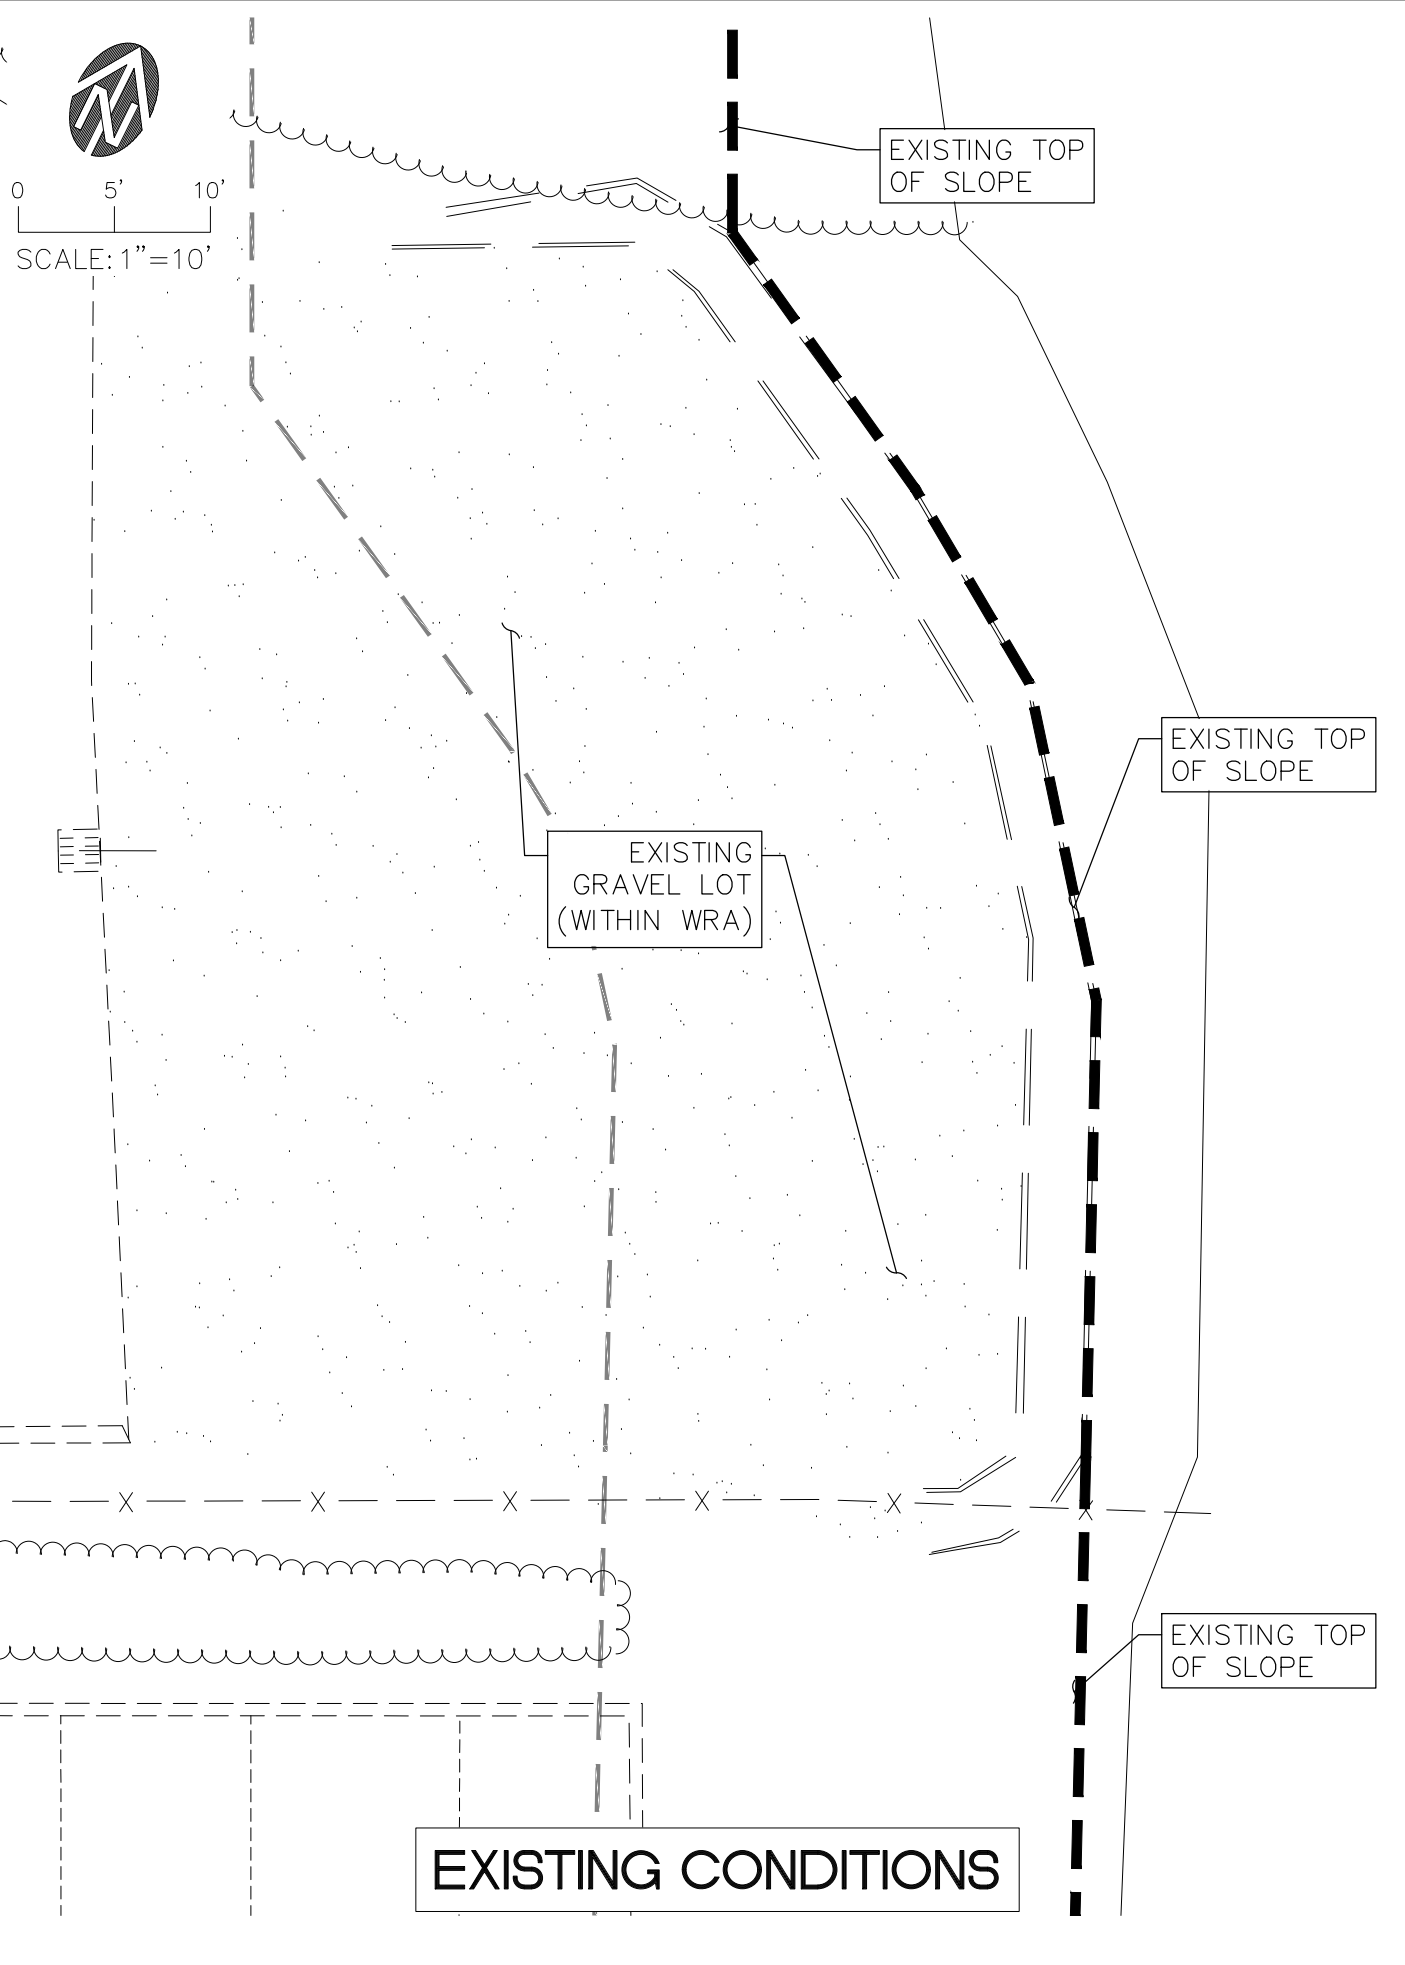 N
EXISTING TOP
OF SLOPE
0 5' 10'
SCALE: 1"=10'
EXISTING TOP
OF SLOPE
EXISTING
GRAVEL LOT
(WITHIN WRA)
X X X X X X
EXISTING TOP
OF SLOPE
EXISTING CONDITIONS